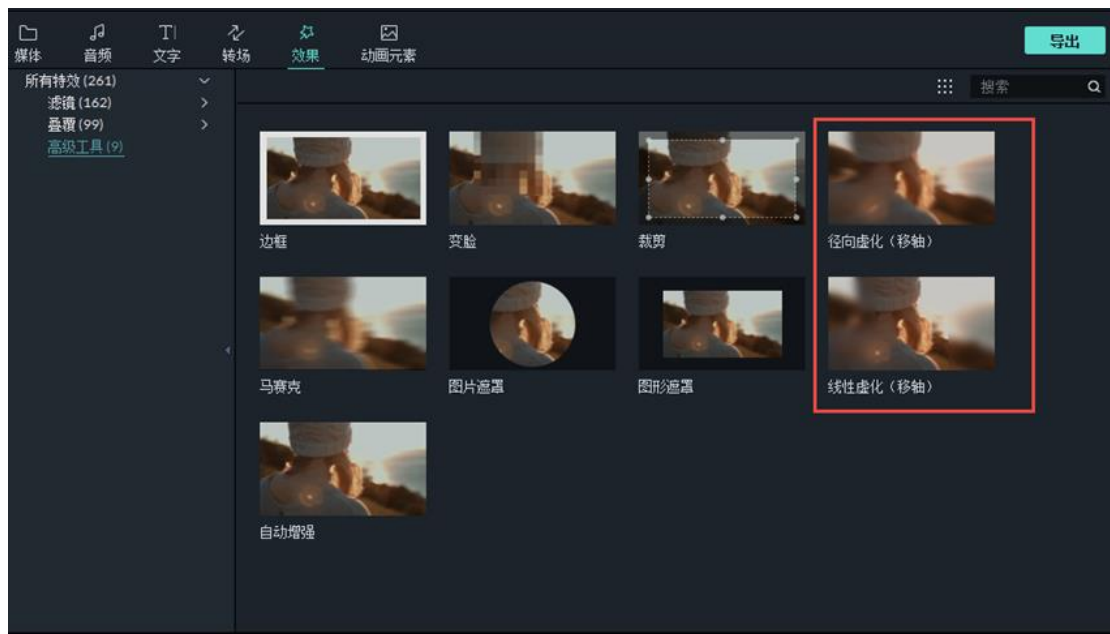 媒体 音频 文字 转场 效果 动画元素 导出
所有特效 (261)
滤镜 (162)
叠覆 (99)
高级工具 (9)
搜索
边框 变脸 裁剪 径向虚化（移轴）
马赛克 图片遮罩 图形遮罩 线性虚化（移轴）
自动增强